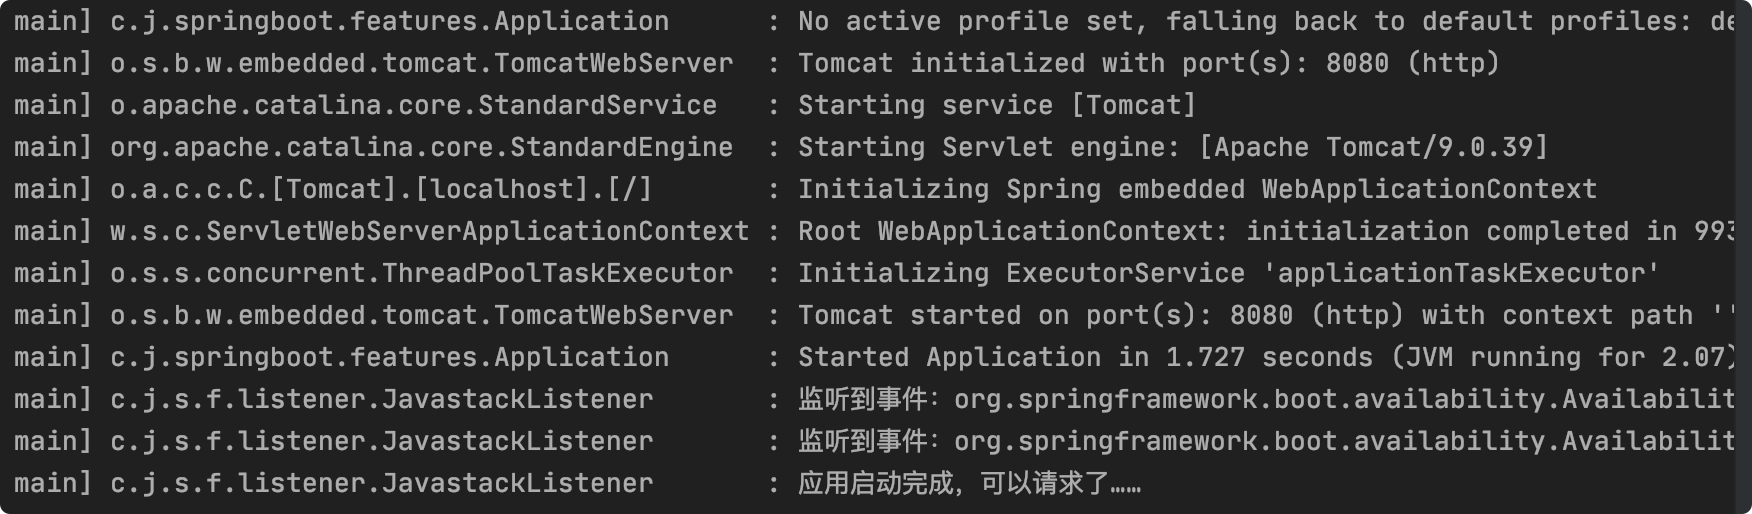 main] c.j.springboot.features.Application : No active profile set, falling back to default profiles: de
main] o.s.b.w.embedded.tomcat.TomcatWebServer : Tomcat initialized with port(s): 8080 (http)
main] o.apache.catalina.core.StandardService : Starting service [Tomcat]
main] org.apache.catalina.core.StandardEngine : Starting Servlet engine: [Apache Tomcat/9.0.39]
main] o.a.c.c.C.[Tomcat].[localhost].[/] : Initializing Spring embedded WebApplicationContext
main] w.s.c.ServletWebServerApplicationContext : Root WebApplicationContext: initialization completed in 993
main] o.s.s.concurrent.ThreadPoolTaskExecutor : Initializing ExecutorService 'applicationTaskExecutor'
main] o.s.b.w.embedded.tomcat.TomcatWebServer : Tomcat started on port(s): 8080 (http) with context path ''
main] c.j.springboot.features.Application : Started Application in 1.727 seconds (JVM running for 2.07)
main] c.j.s.f.listener.JavastackListener : 监听到事件: org.springframework.boot.availability.Availabilit
main] c.j.s.f.listener.JavastackListener : 监听到事件: org.springframework.boot.availability.Availabilit
main] c.j.s.f.listener.JavastackListener : 应用启动完成，可以请求了……